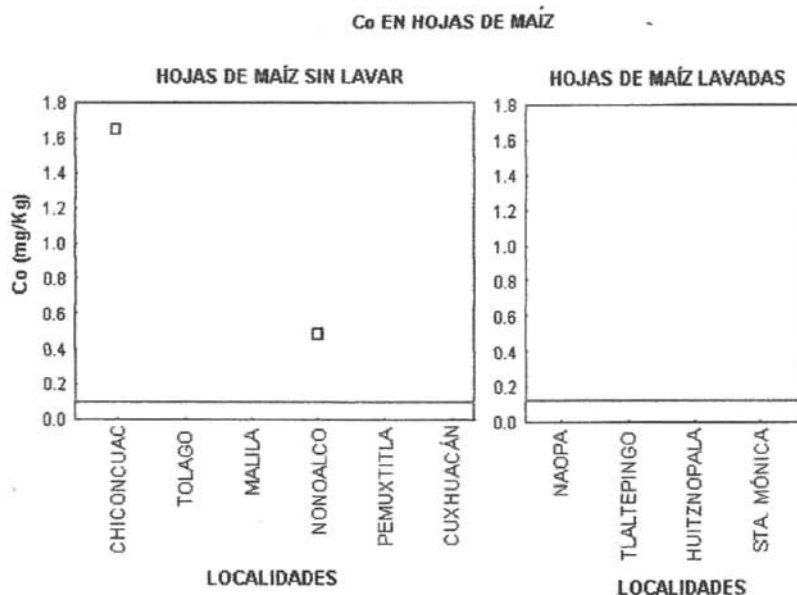 Co EN HOJAS DE MAÍZ
HOJAS DE MAÍZ SIN LAVAR
Co (mg/Kg)
1.8
1.6
1.4
1.2
1.0
0.8
0.6
0.4
0.2
0.0
CHICONCUAC
TOLAGO
MALILA
NONOALCO
PEMUXTITLA
CUXHUACÁN
LOCALIDADES
HOJAS DE MAÍZ LAVADAS
1.8
1.6
1.4
1.2
1.0
0.8
0.6
0.4
0.2
0.0
NAOPA
TLALTEPINGO
HUITZNOPALA
STA. MÓNICA
LOCALIDADES